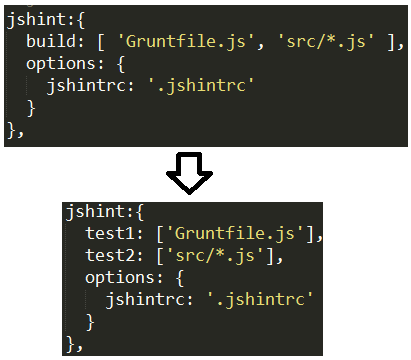 jshint:{
  build: [ 'Gruntfile.js', 'src/*.js' ],
  options: {
    jshintrc: '.jshintrc'
  }
},
jshint:{
  test1: ['Gruntfile.js'],
  test2: ['src/*.js'],
  options: {
    jshintrc: '.jshintrc'
  }
},